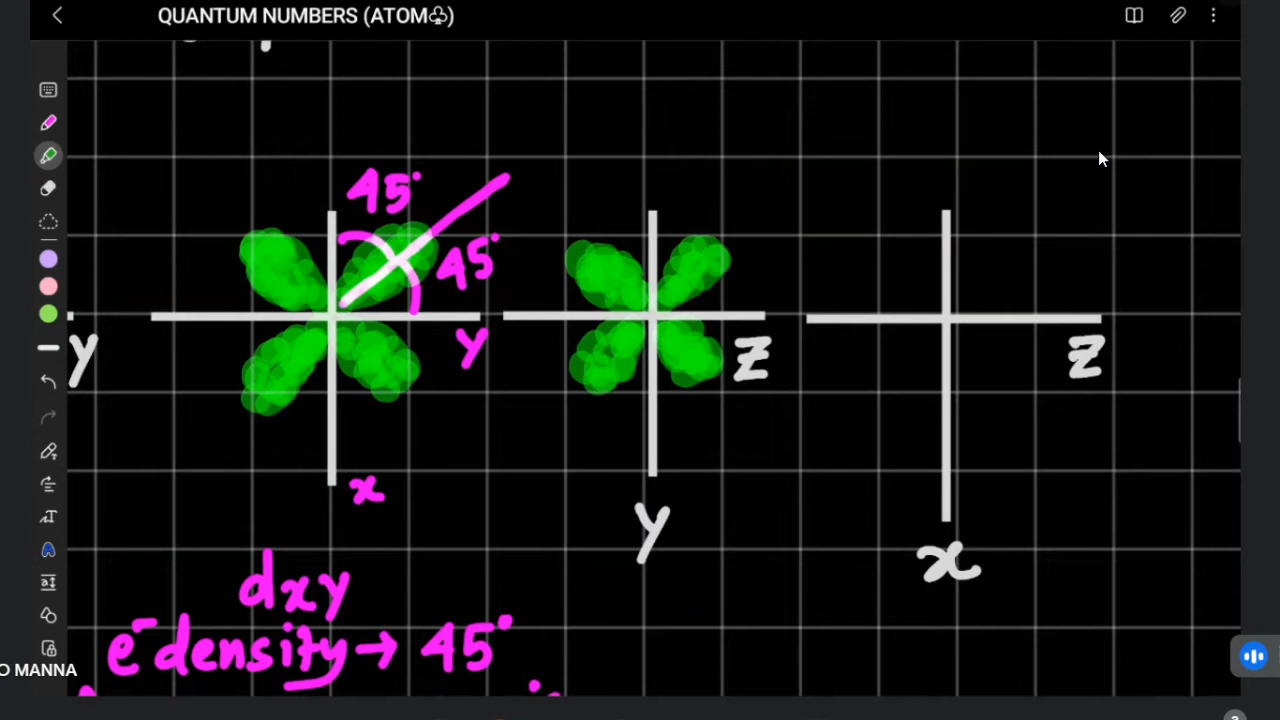 QUANTUM NUMBERS (ATOM♧)
45°
45°
y
y
z
z
x
y
x
dxy
e⁻density → 45°
O MANNA